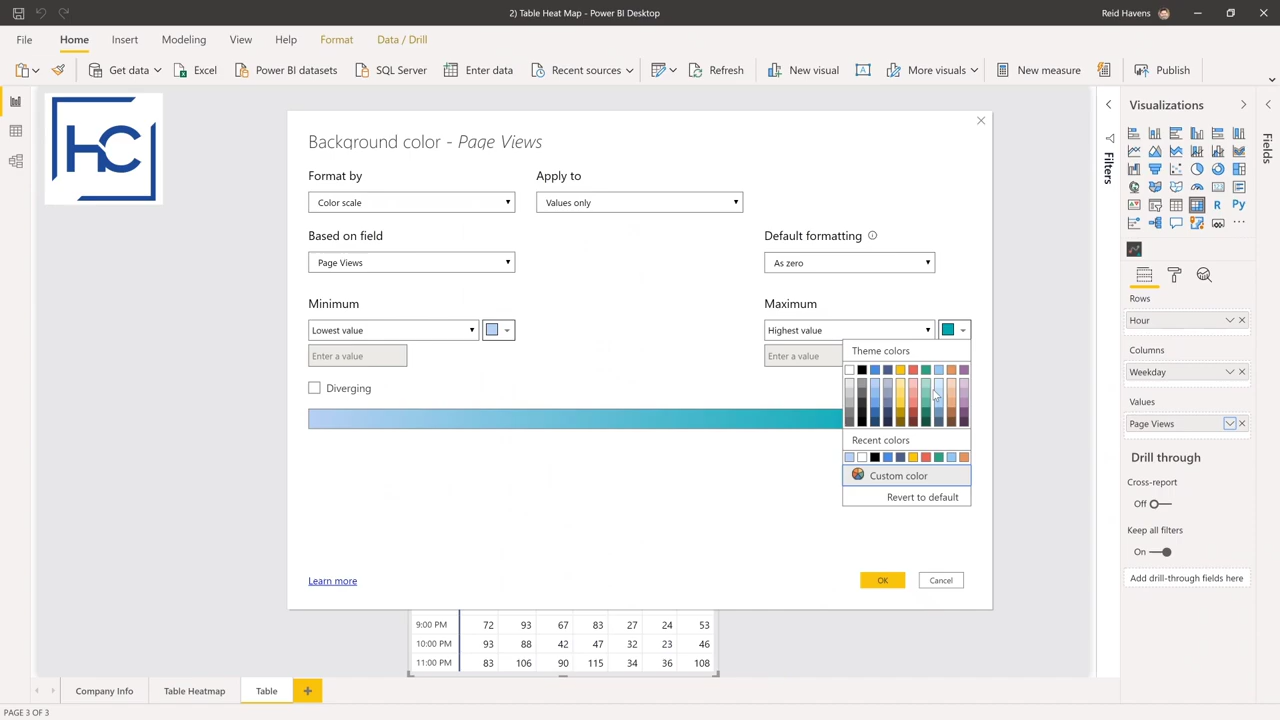 2) Table Heat Map - Power BI Desktop
Reid Havens
File Home Insert Modeling View Help Format Data / Drill
Get data Excel Power BI datasets SQL Server Enter data Recent sources Refresh New visual More visuals New measure Publish
hc
Background color - Page Views
Format by
Apply to
Color scale
Values only
Based on field
Default formatting
Page Views
As zero
Minimum
Maximum
Lowest value
Highest value
Enter a value
Enter a value
Diverging
Theme colors
Recent colors
Custom color
Revert to default
Learn more
OK
Cancel
9:00 PM 72 93 67 83 27 24 53
10:00 PM 93 88 42 47 32 23 46
11:00 PM 83 106 90 115 34 36 108
Filters
Visualizations
Fields
R Py
Rows
Hour
Columns
Weekday
Values
Page Views
Drill through
Cross-report
Off
Keep all filters
On
Add drill-through fields here
Company Info Table Heatmap Table
PAGE 3 OF 3